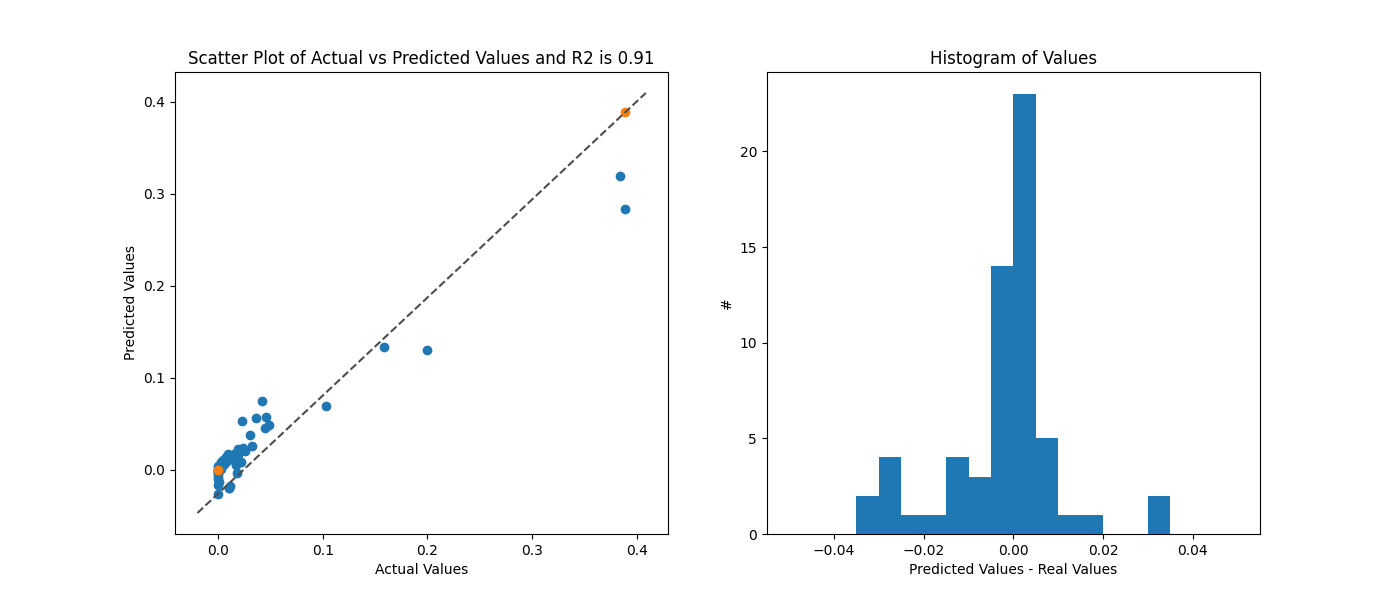 Scatter Plot of Actual vs Predicted Values and R2 is 0.91
0.4
0.3
0.2
0.1
0.0
Predicted Values
0.0 0.1 0.2 0.3 0.4
Actual Values
Histogram of Values
20
15
10
5
0
#
−0.04 −0.02 0.00 0.02 0.04
Predicted Values - Real Values